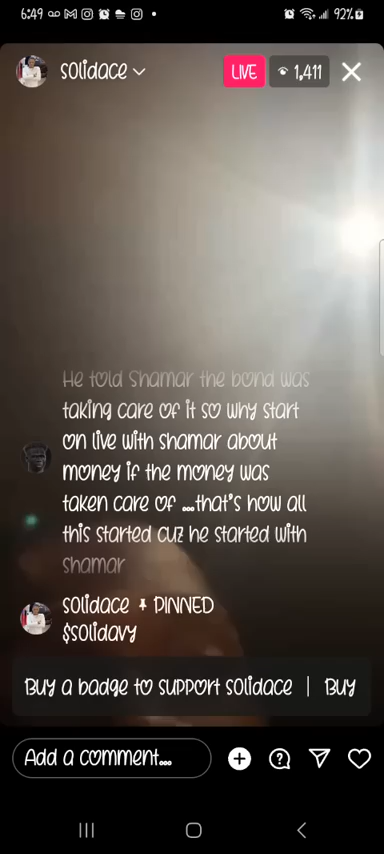 6:49
92%
solidace
LIVE 1,411
He told Shamar the bond was
taking care of it so why start
on live with shamar about
money if the money was
taken care of ...that's how all
this started cuz he started with
shamar
solidace PINNED
$solidavy
Buy a badge to support solidace | Buy
Add a comment...